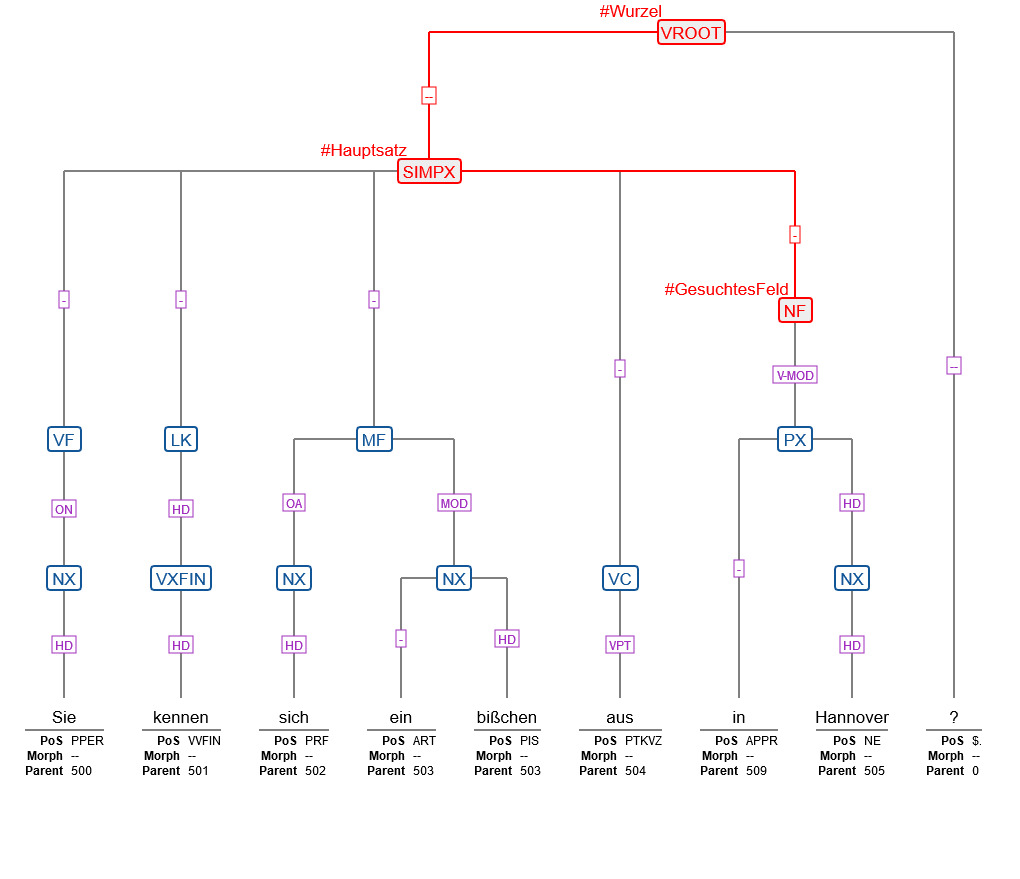 #Wurzel
VROOT
--
#Hauptsatz
SIMPX
-
#GesuchtesFeld
- - -
NF
- --
V-MOD
VF LK MF PX
ON HD OA MOD HD
-
NX VXFIN NX NX VC NX
HD HD HD - HD VPT HD
Sie kennen sich ein bißchen aus in Hannover ?
PoS PPER PoS VVFIN PoS PRF PoS ART PoS PIS PoS PTKVZ PoS APPR PoS NE PoS $.
Morph -- Morph -- Morph -- Morph -- Morph -- Morph -- Morph -- Morph -- Morph --
Parent 500 Parent 501 Parent 502 Parent 503 Parent 503 Parent 504 Parent 509 Parent 505 Parent 0